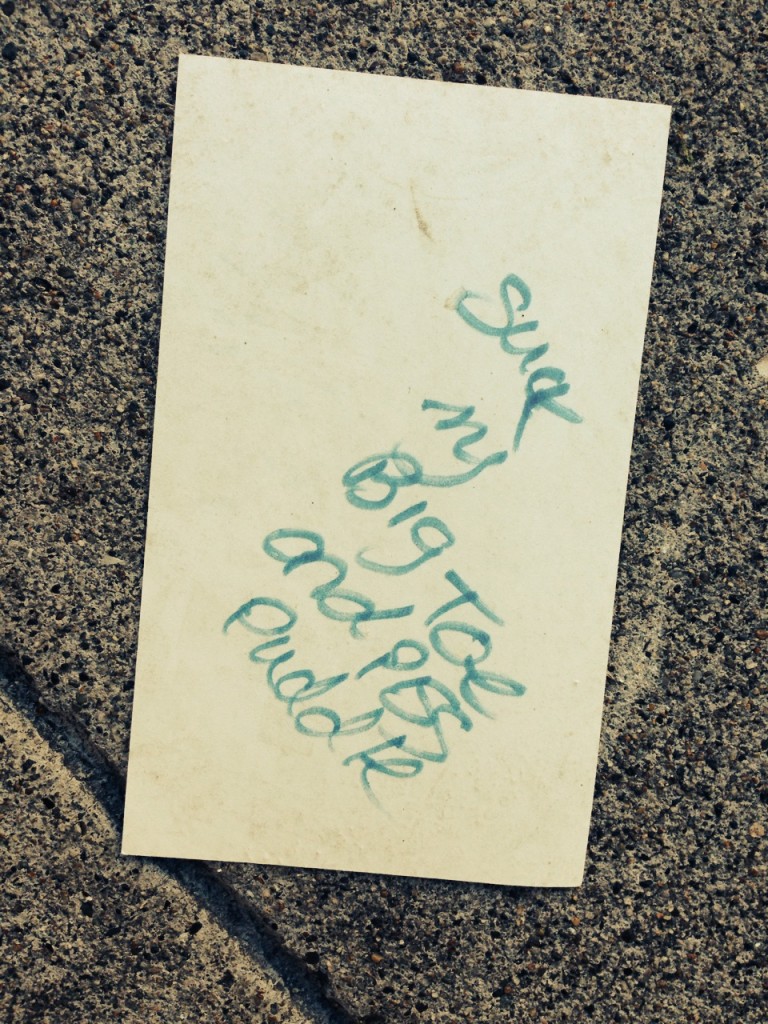 Suck
my
Big Toe
and
puddle